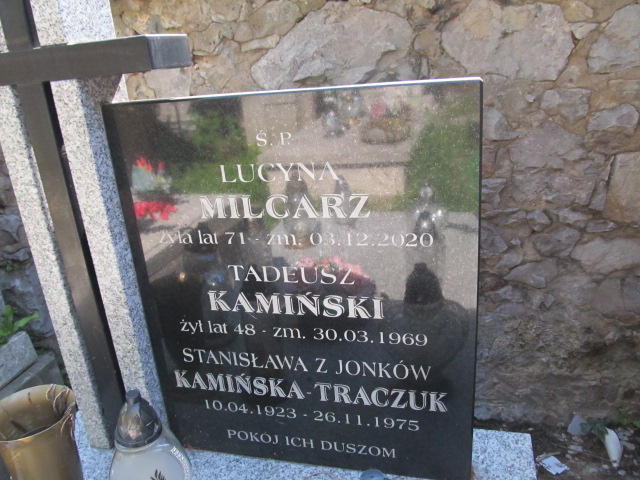 Ś. P.
LUCYNA
MILCARZ
żyła lat 71 - zm. 03.12.2020
TADEUSZ
KAMIŃSKI
żył lat 48 - zm. 30.03.1969
STANISŁAWA Z JONKÓW
KAMIŃSKA-TRACZUK
10.04.1923 - 26.11.1975
POKÓJ ICH DUSZOM